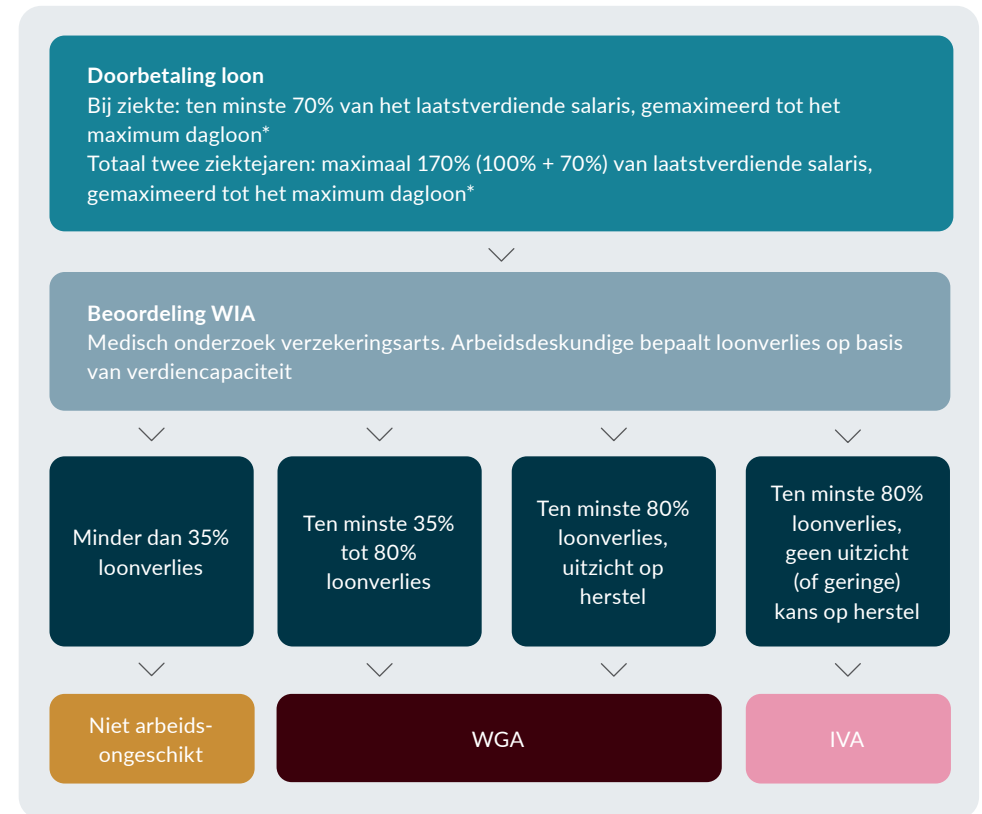 Doorbetaling loon
Bij ziekte: ten minste 70% van het laatstverdiende salaris, gemaximeerd tot het
maximum dagloon*
Totaal twee ziektejaren: maximaal 170% (100% + 70%) van laatstverdiende salaris,
gemaximeerd tot het maximum dagloon*
Beoordeling WIA
Medisch onderzoek verzekeringsarts. Arbeidsdeskundige bepaalt loonverlies op basis
van verdiencapaciteit
Minder dan 35%
loonverlies
Ten minste 35%
tot 80%
loonverlies
Ten minste 80%
loonverlies,
uitzicht op
herstel
Ten minste 80%
loonverlies,
geen uitzicht
(of geringe)
kans op herstel
Niet arbeids-
ongeschikt
WGA
IVA